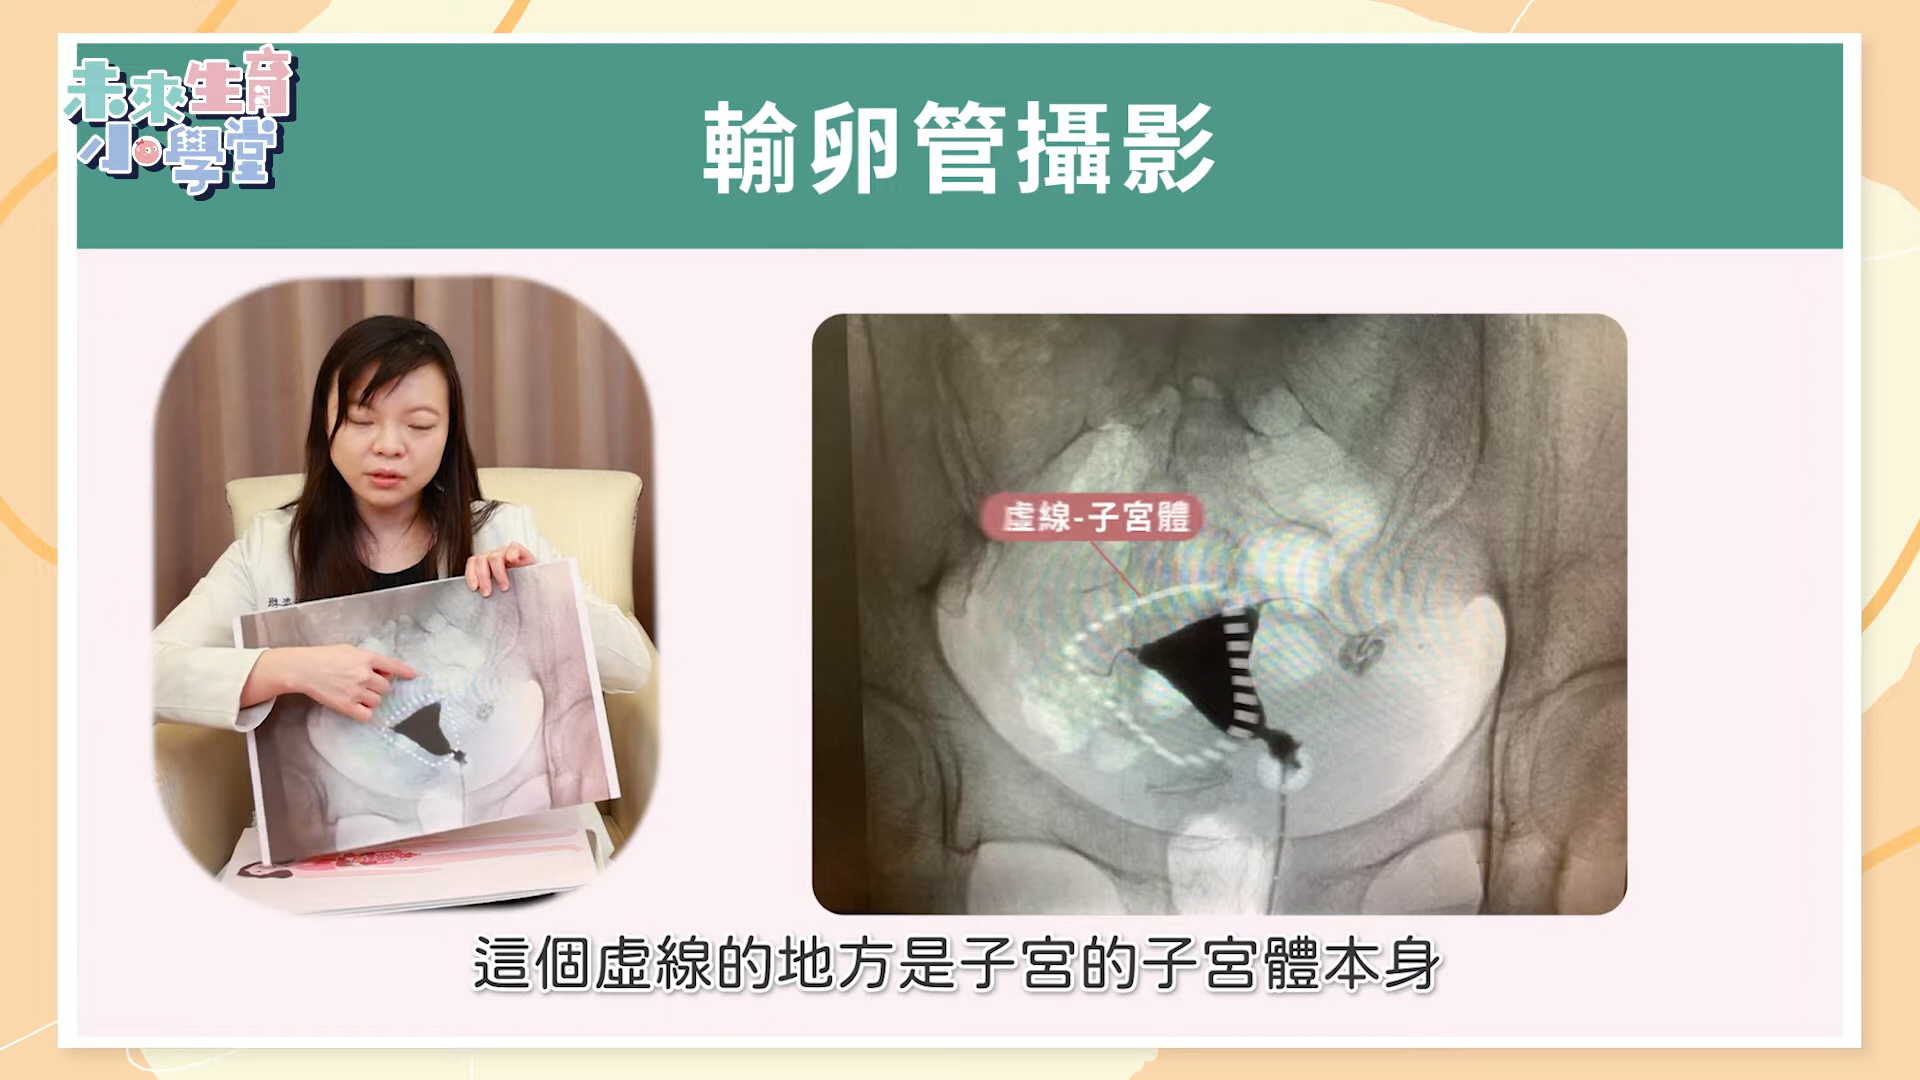 未來生育
小學堂
輸卵管攝影
虛線-子宮體
這個虛線的地方是子宮的子宮體本身